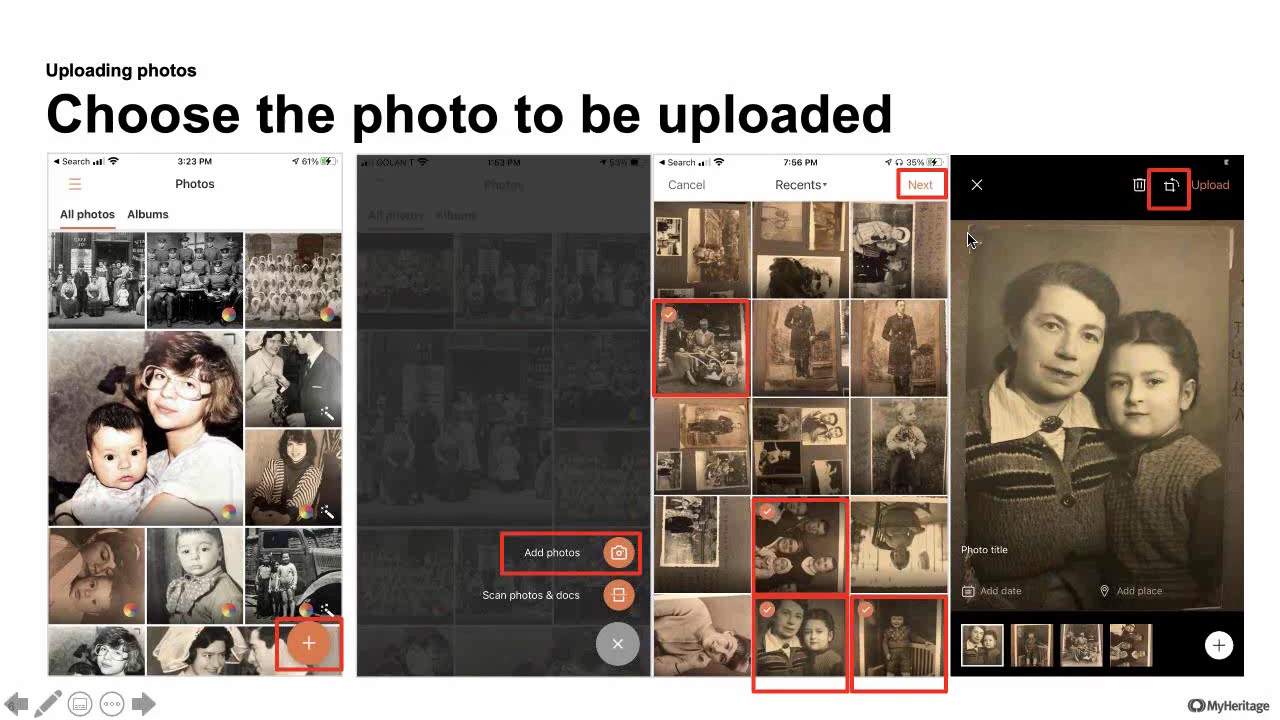 Uploading photos
Choose the photo to be uploaded
Search
3:23 PM
61%
Photos
All photos Albums
GOLAN T
1:53 PM
Photos
All photos Albums
Add photos
Scan photos & docs
Search
7:56 PM
35%
Cancel
Recents
Next
Upload
Photo title
Add date
Add place
6
MyHeritage